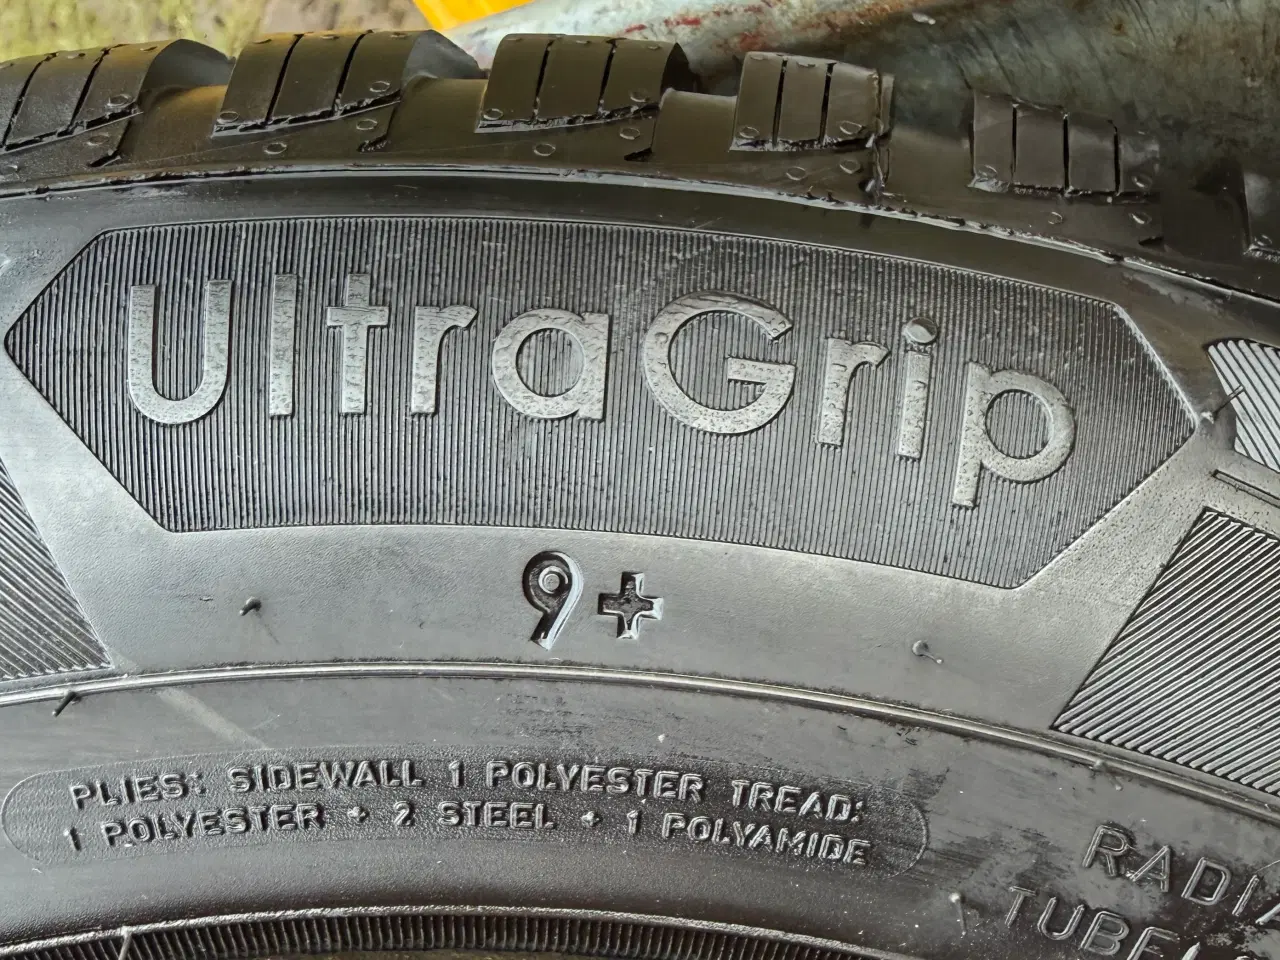 UltraGrip
9+
PLIES: SIDEWALL 1 POLYESTER TREAD:
1 POLYESTER + 2 STEEL + 1 POLYAMIDE